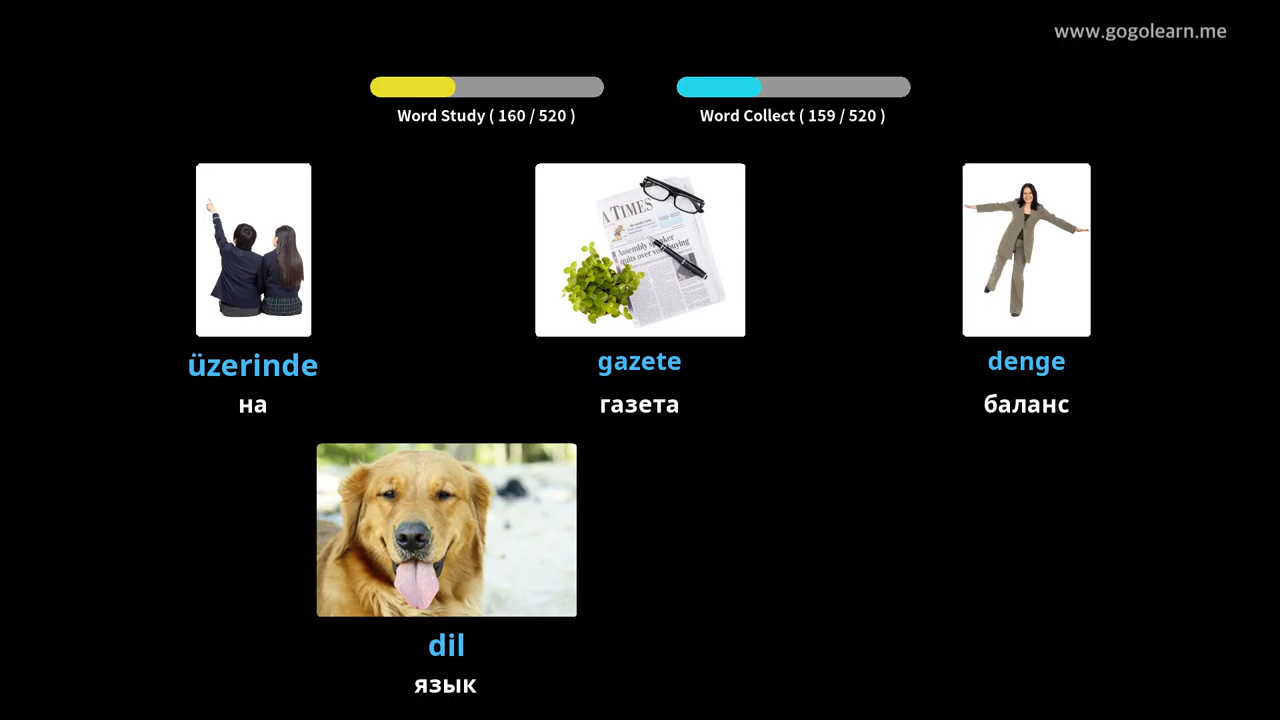 www.gogolearn.me
Word Study ( 160 / 520 )
Word Collect ( 159 / 520 )
A TIMES
üzerinde
на
gazete
газета
denge
баланс
dil
язык